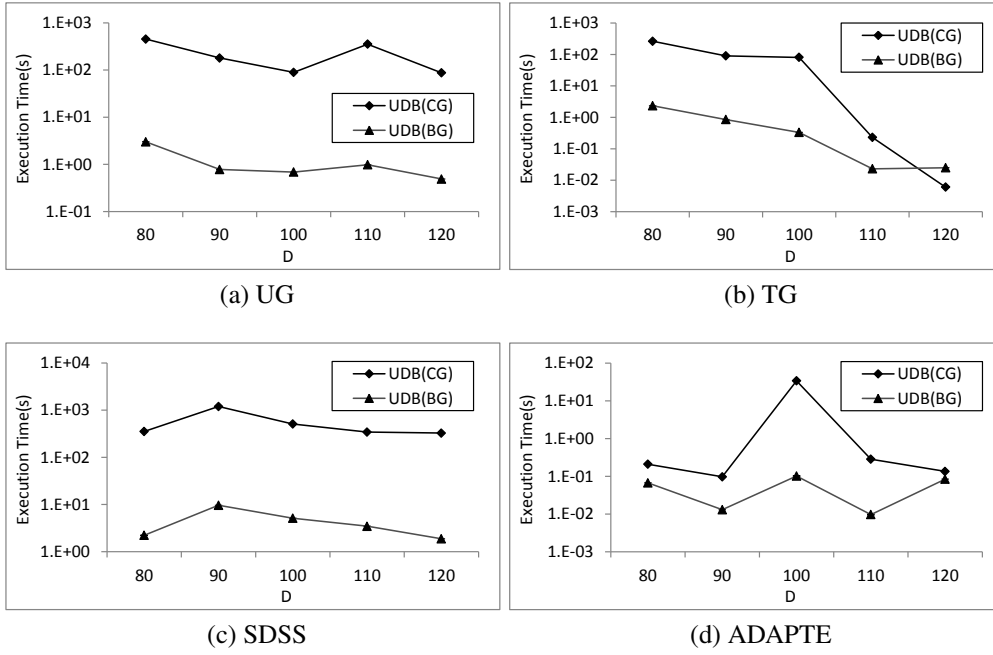 1.E+03
1.E+02
1.E+01
1.E+00
1.E-01
Execution Time(s)
80 90 100 110 120
D
UDB(CG)
UDB(BG)
(a) UG
1.E+03
1.E+02
1.E+01
1.E+00
1.E-01
1.E-02
1.E-03
Execution Time(s)
80 90 100 110 120
D
UDB(CG)
UDB(BG)
(b) TG
1.E+04
1.E+03
1.E+02
1.E+01
1.E+00
Execution Time(s)
80 90 100 110 120
D
UDB(CG)
UDB(BG)
(c) SDSS
1.E+02
1.E+01
1.E+00
1.E-01
1.E-02
1.E-03
Execution Time(s)
80 90 100 110 120
D
UDB(CG)
UDB(BG)
(d) ADAPTE